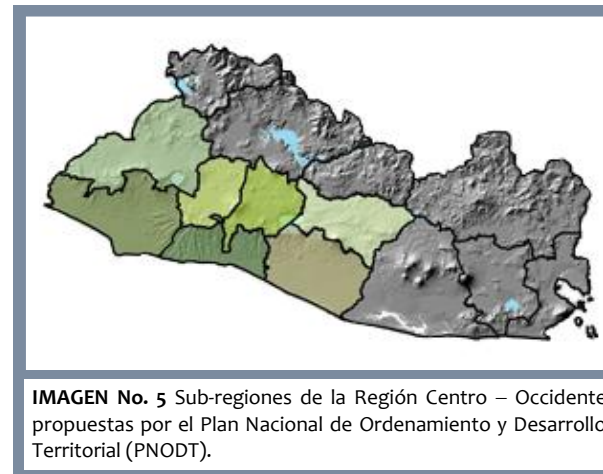 IMAGEN No. 5 Sub-regiones de la Región Centro – Occidente
propuestas por el Plan Nacional de Ordenamiento y Desarrollo
Territorial (PNODT).